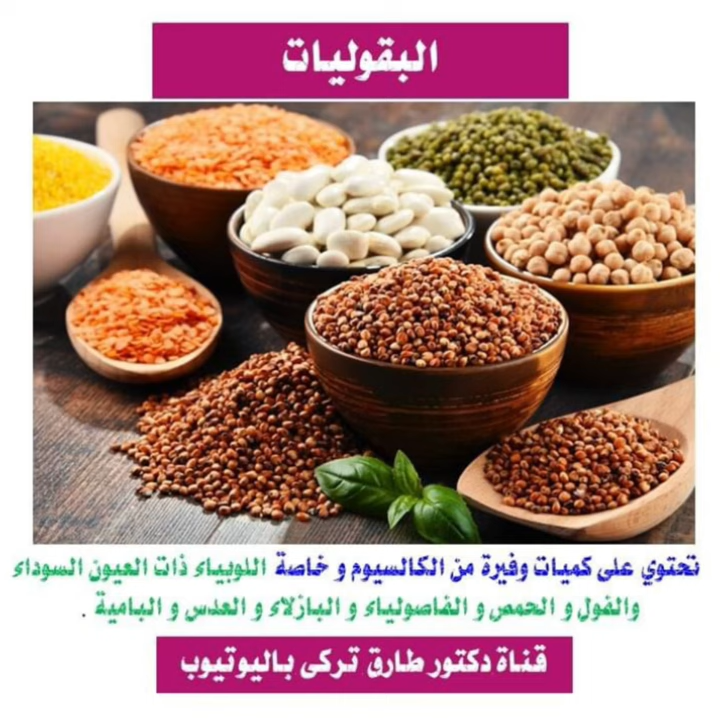 البقوليات
تحتوي على كميات وفيرة من الكالسيوم و خاصة اللوبياء ذات العيون السوداء
والفول و الحمص و الفاصولياء و البازلاء و العدس و البامية .
قناة دكتور طارق تركى باليوتيوب